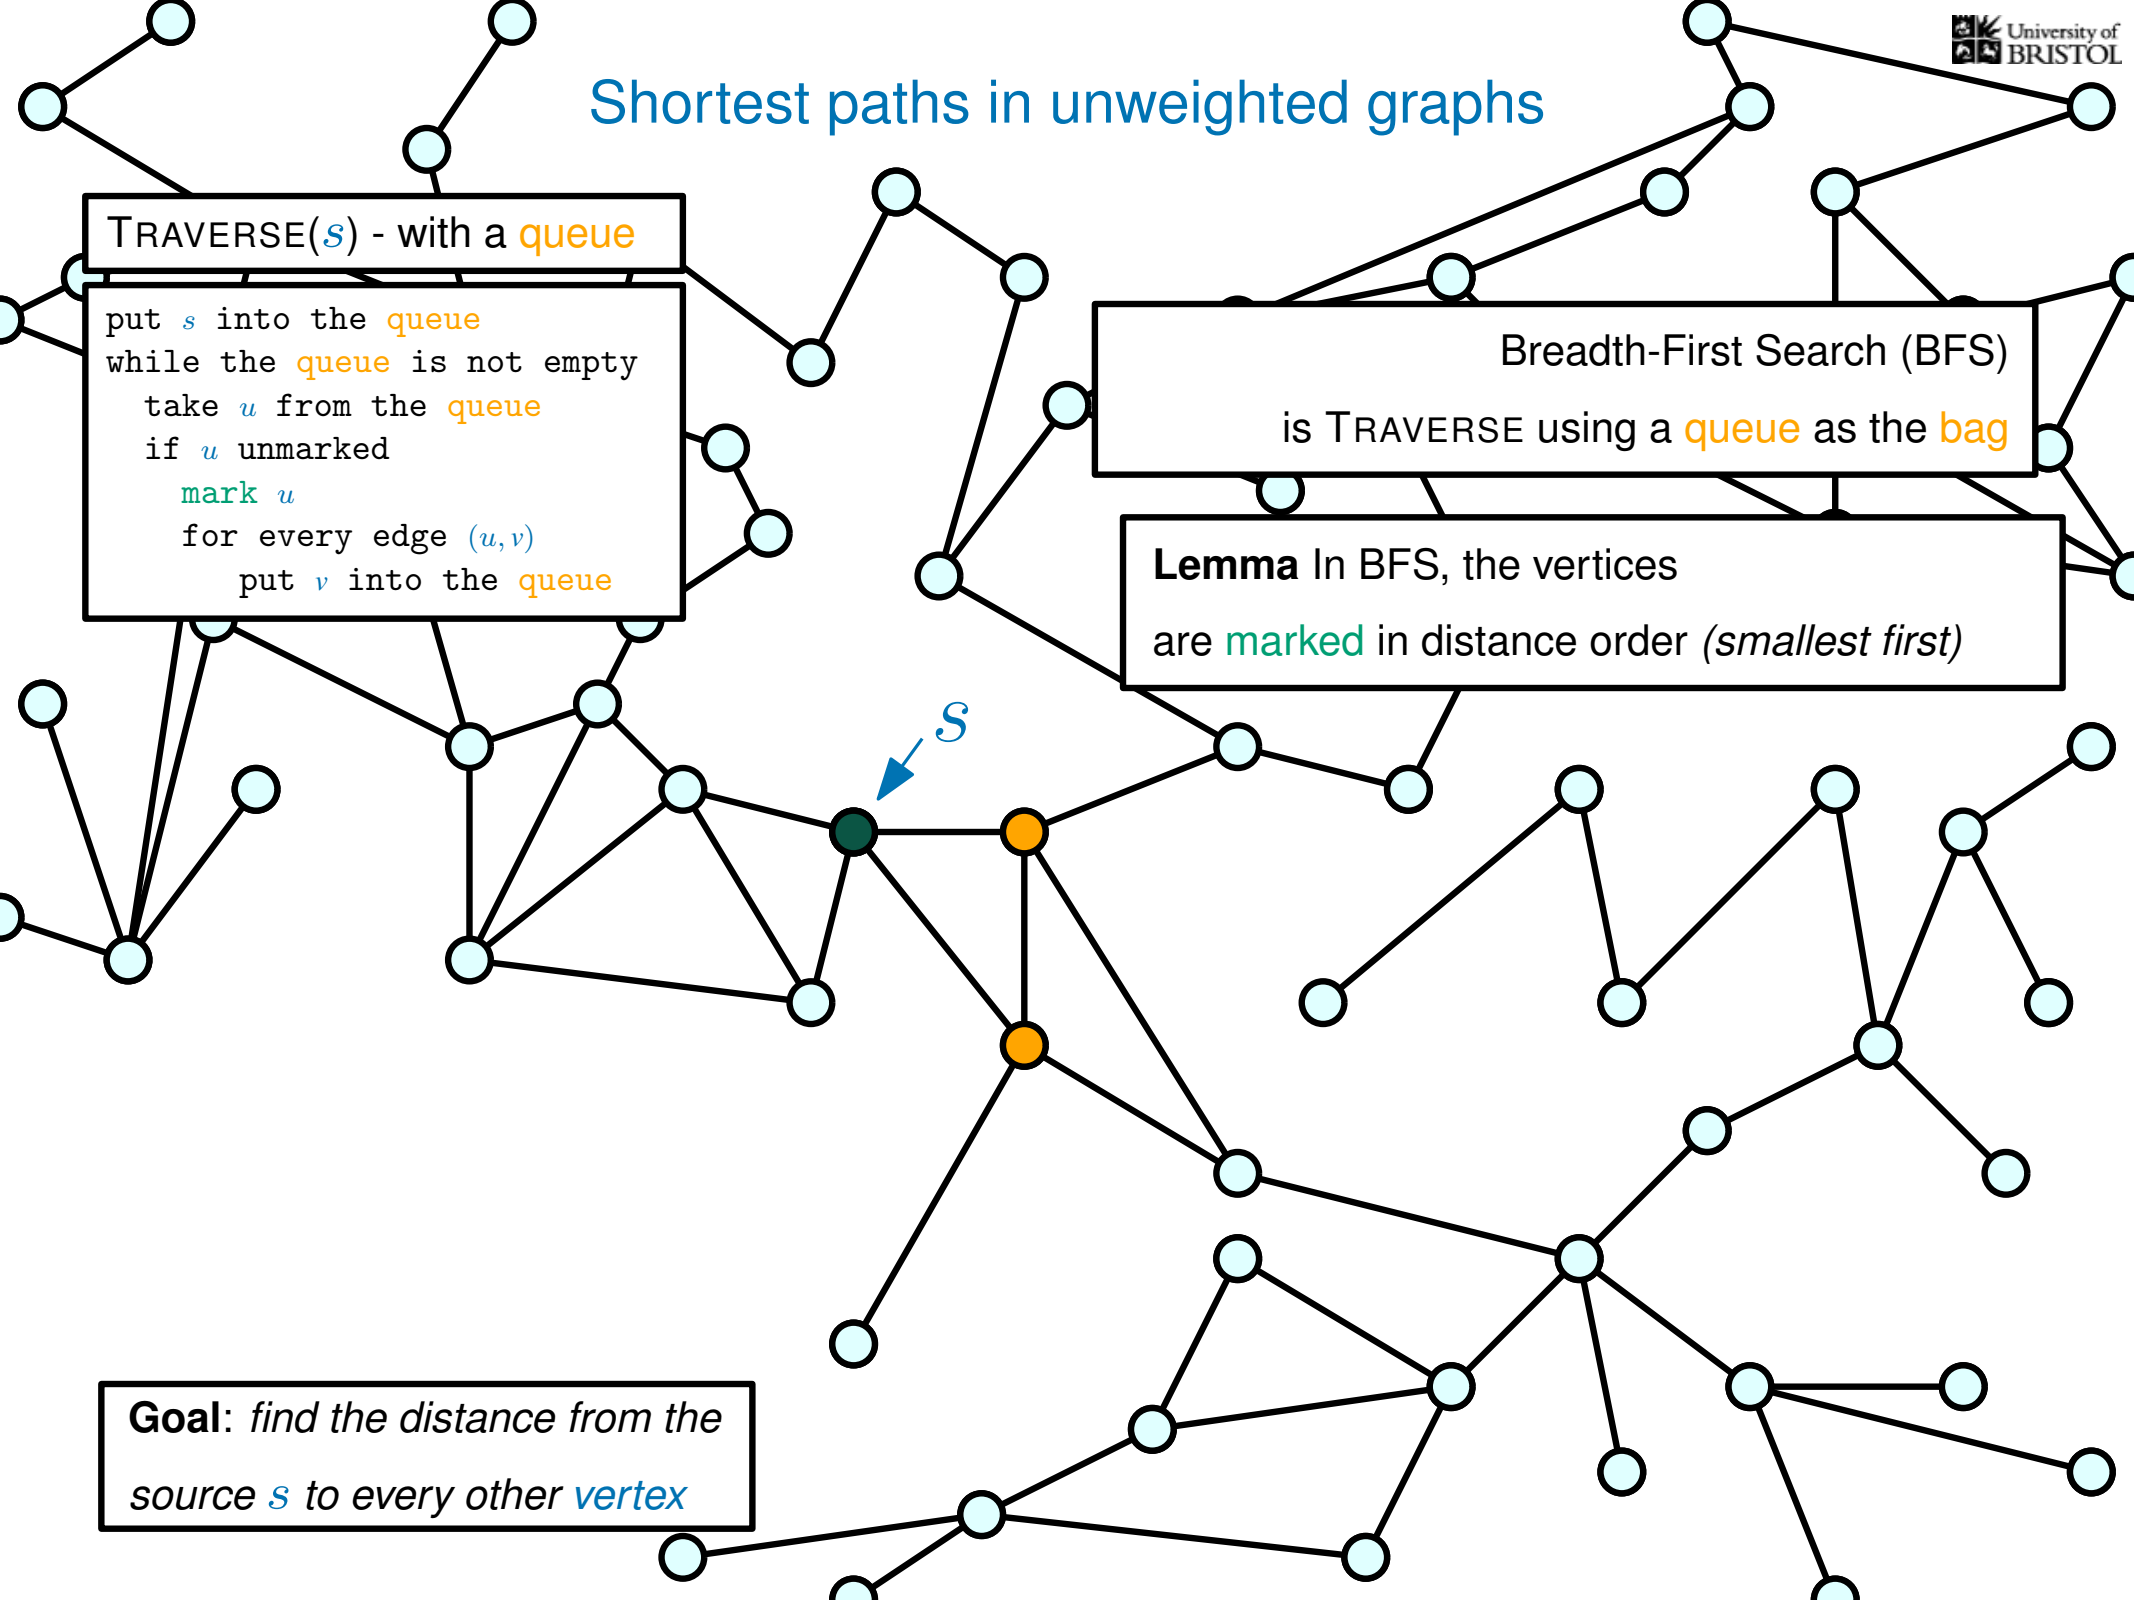 University of
BRISTOL
Shortest paths in unweighted graphs
TRAVERSE(s) - with a queue
put s into the queue
while the queue is not empty
take u from the queue
if u unmarked
mark u
for every edge (u, v)
put v into the queue
Breadth-First Search (BFS)
is TRAVERSE using a queue as the bag
Lemma In BFS, the vertices
are marked in distance order (smallest first)
s
Goal: find the distance from the
source s to every other vertex